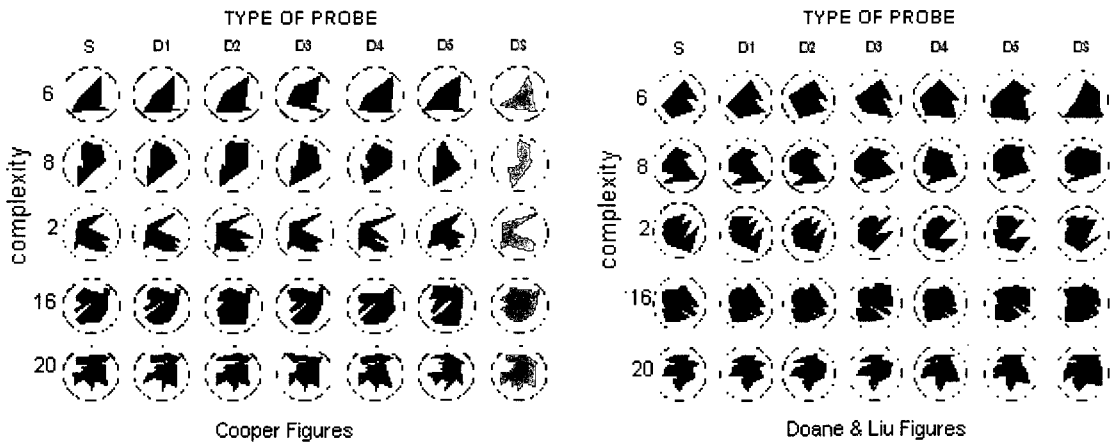 TYPE OF PROBE
S D1 D2 D3 D4 D5 DS
6
8
2
16
20
complexity
Cooper Figures
TYPE OF PROBE
S D1 D2 D3 D4 D5 DS
6
8
2
16
20
complexity
Doane & Liu Figures